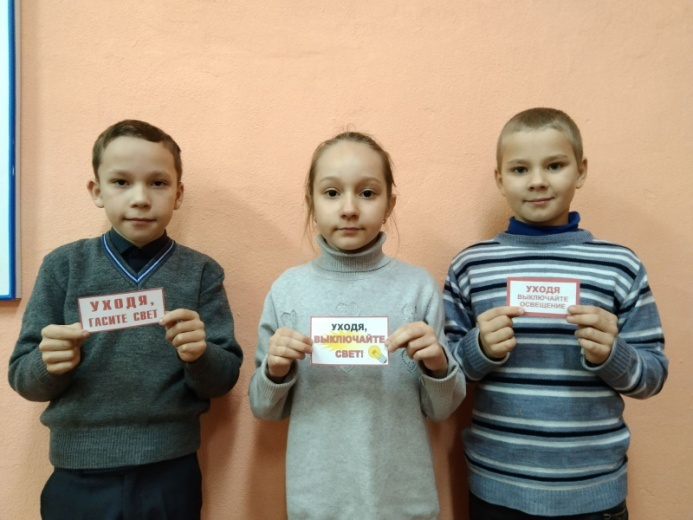 УХОДЯ,
ГАСИТЕ СВЕТ
УХОДЯ,
ВЫКЛЮЧАЙТЕ
СВЕТ!
УХОДЯ
ВЫКЛЮЧАЙТЕ
ОСВЕЩЕНИЕ